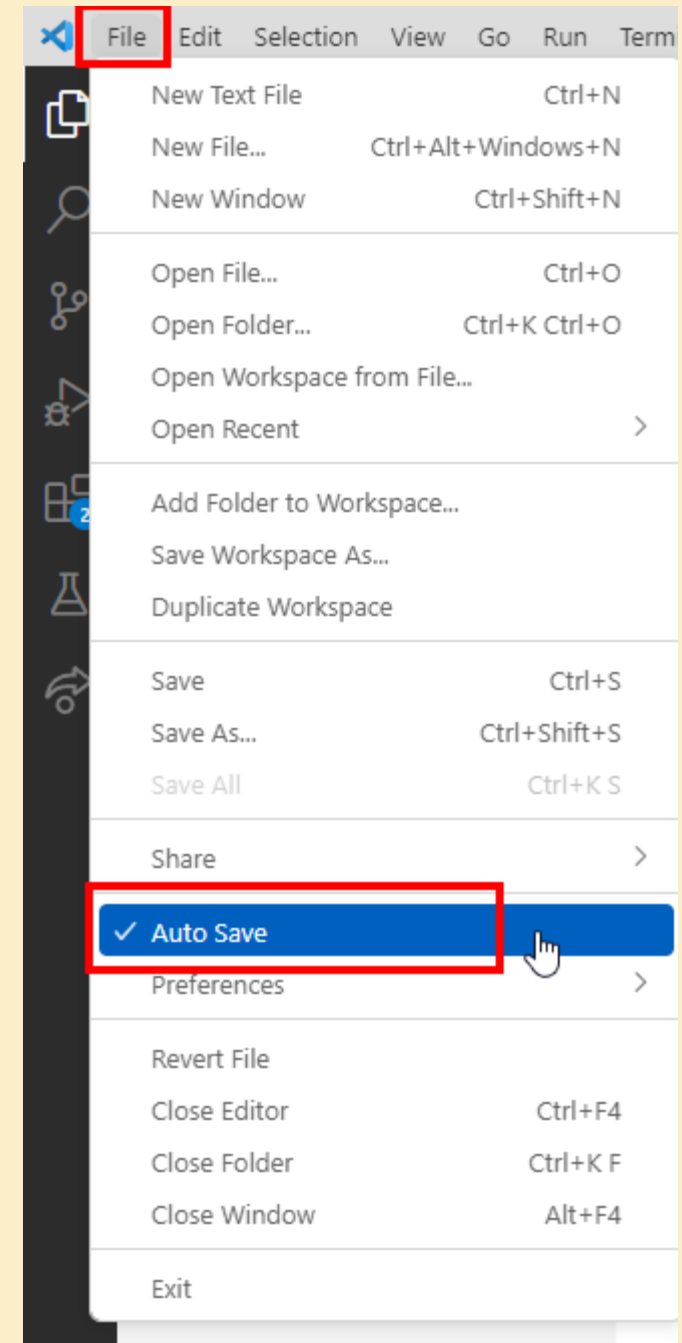 File Edit Selection View Go Run Term
New Text File Ctrl+N
New File... Ctrl+Alt+Windows+N
New Window Ctrl+Shift+N
Open File... Ctrl+O
Open Folder... Ctrl+K Ctrl+O
Open Workspace from File...
Open Recent
Add Folder to Workspace...
Save Workspace As...
Duplicate Workspace
Save Ctrl+S
Save As... Ctrl+Shift+S
Save All Ctrl+K S
Share
Auto Save
Preferences
Revert File
Close Editor Ctrl+F4
Close Folder Ctrl+K F
Close Window Alt+F4
Exit
2